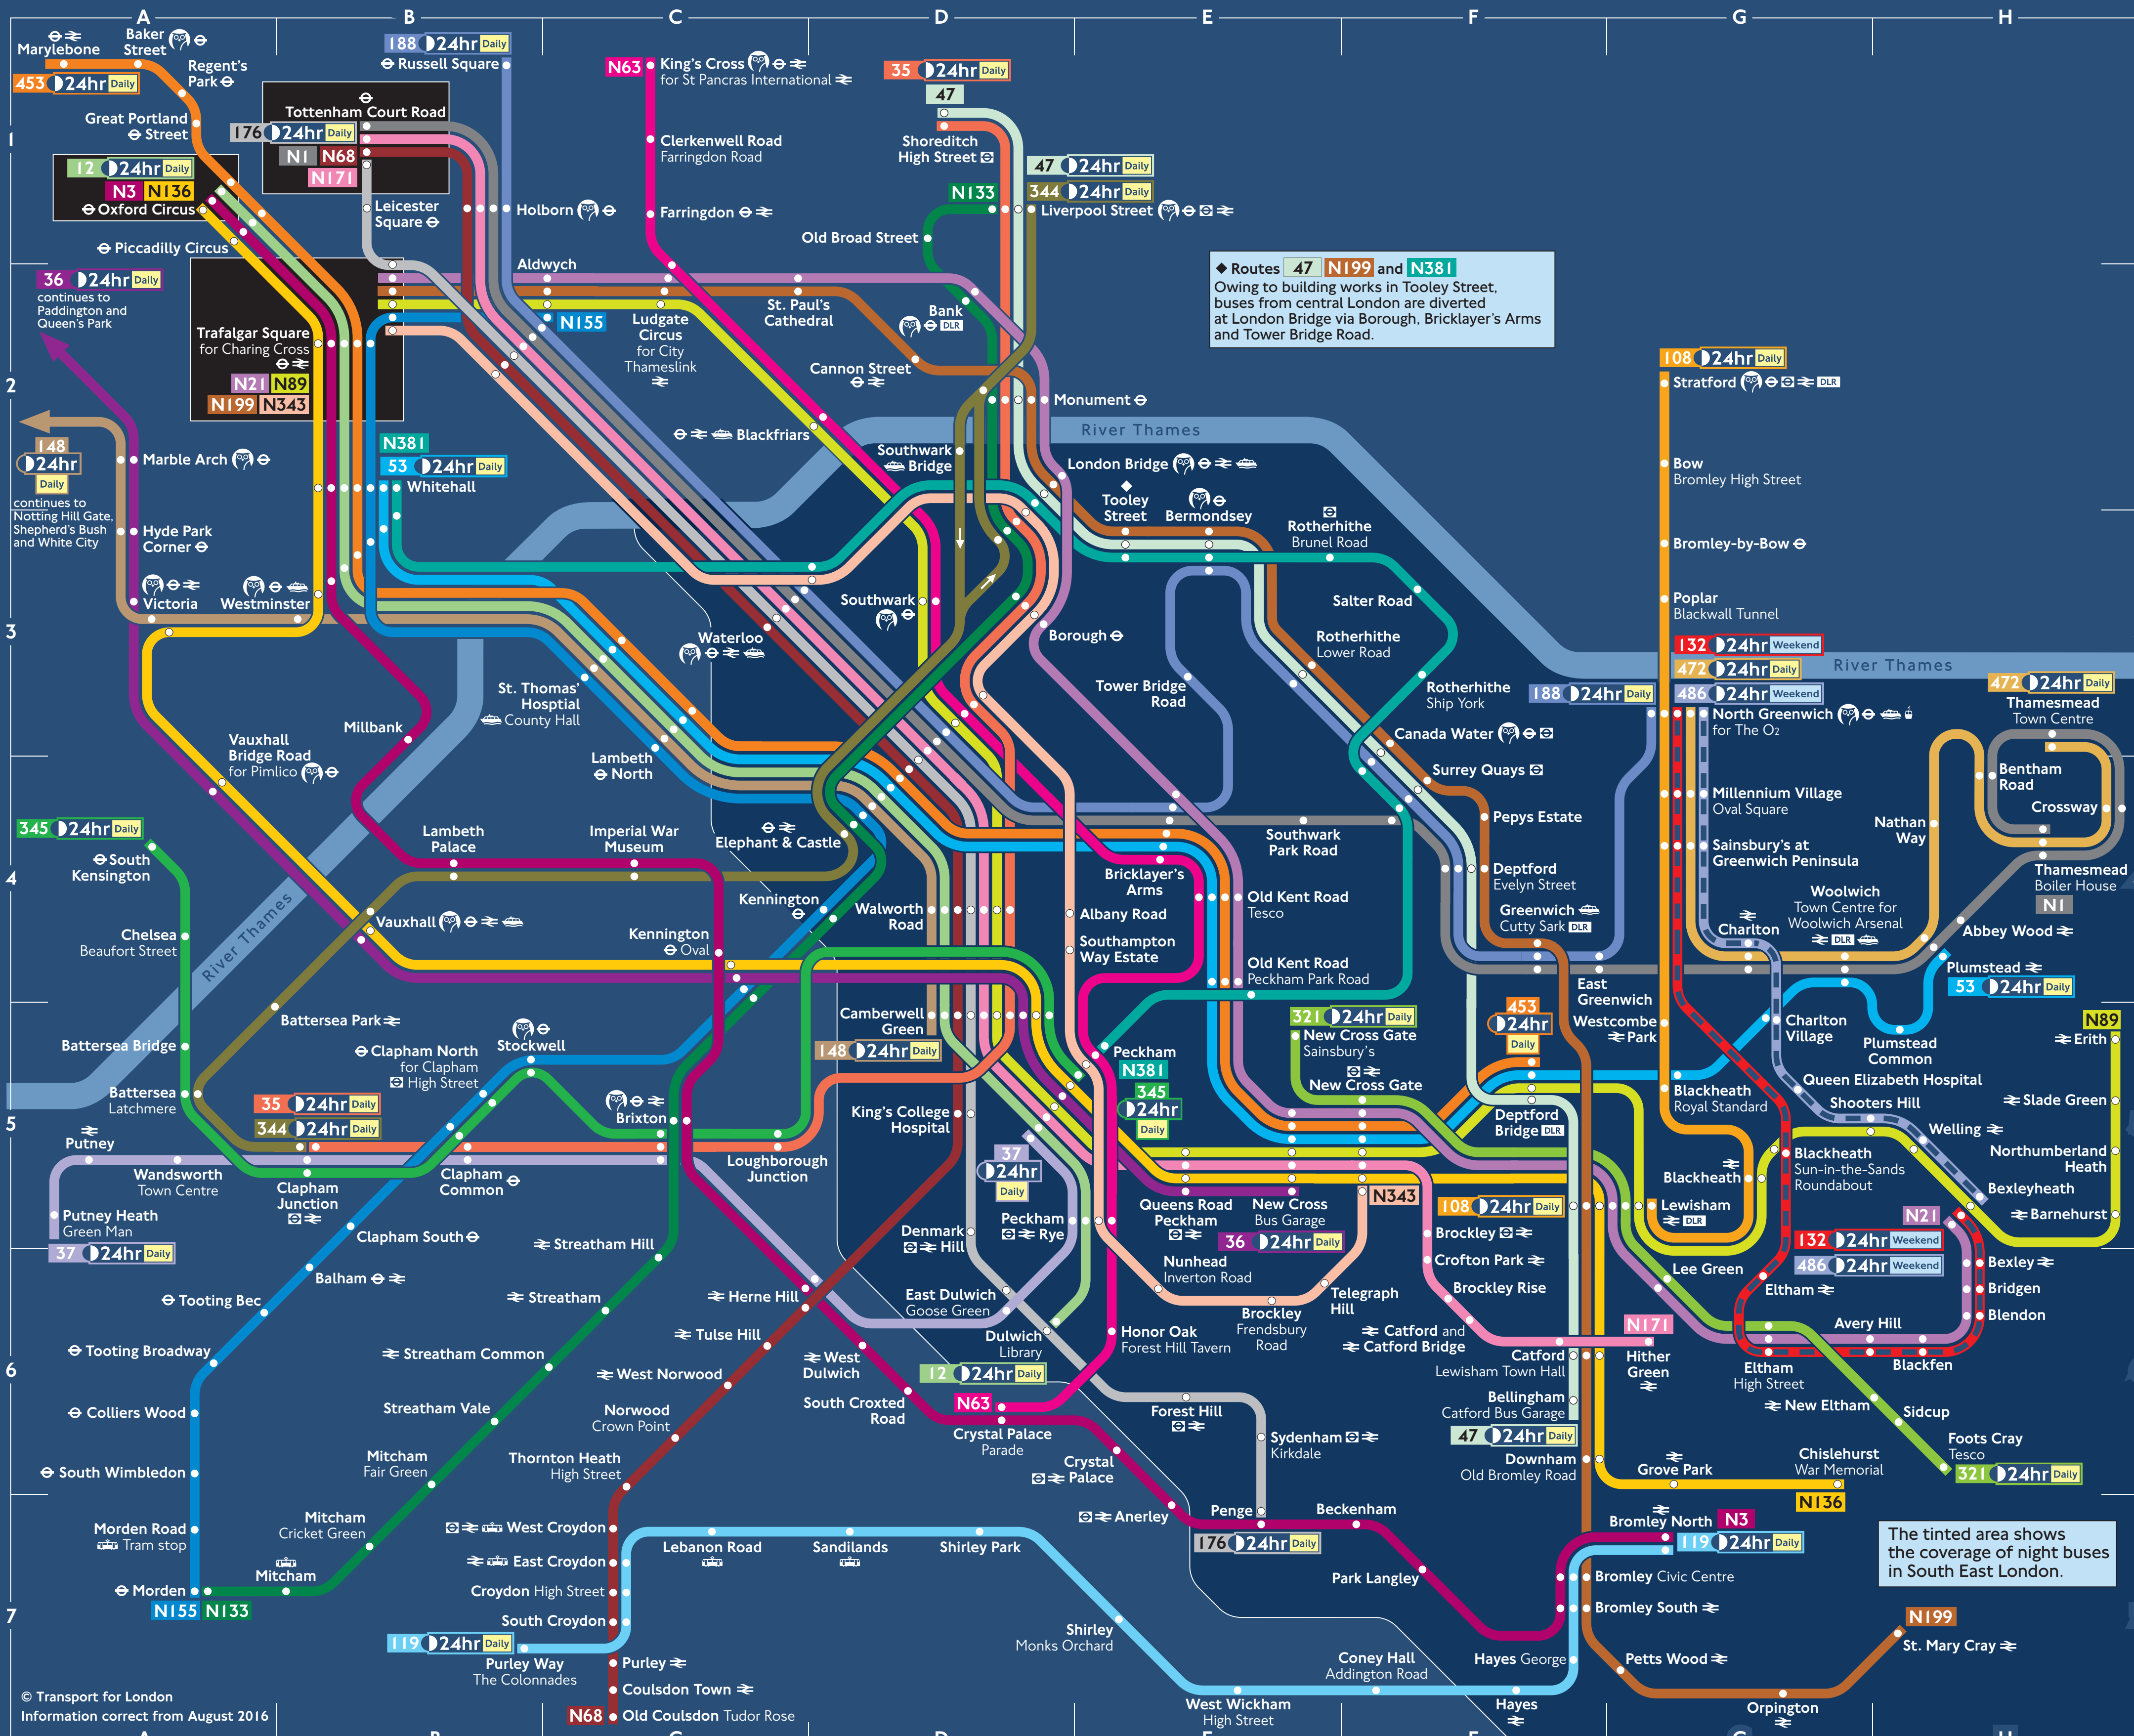 A B C D E F G H
Marylebone
Baker
Street
453 24hr Daily
Regent's
Park
Great Portland
Street
188 24hr Daily
Russell Square
N63
King's Cross
for St Pancras International
35 24hr Daily
47
Tottenham Court Road
176 24hr Daily
N1 N68
N171
Clerkenwell Road
Farringdon Road
Shoreditch
High Street
1
12 24hr Daily
N3 N136
Oxford Circus
Leicester
Square
Holborn
Farringdon
N133
47 24hr Daily
344 24hr Daily
Liverpool Street
Old Broad Street
Piccadilly Circus
36 24hr Daily
continues to
Paddington and
Queen's Park
Aldwych
N155
Ludgate
Circus
for City
Thameslink
St. Paul's
Cathedral
Bank
DLR
Routes 47 N199 and N381
Owing to building works in Tooley Street,
buses from central London are diverted
at London Bridge via Borough, Bricklayer's Arms
and Tower Bridge Road.
Trafalgar Square
for Charing Cross
N21 N89
N199 N343
2
Cannon Street
Monument
108 24hr Daily
Stratford DLR
River Thames
Blackfriars
148
24hr
Daily
continues to
Notting Hill Gate,
Shepherd's Bush
and White City
Marble Arch
N381
53 24hr Daily
Whitehall
Southwark
Bridge
London Bridge
Tooley
Street
Bermondsey
Rotherhithe
Brunel Road
Bow
Bromley High Street
Hyde Park
Corner
Bromley-by-Bow
Victoria
Westminster
Southwark
Salter Road
Poplar
Blackwall Tunnel
3
Waterloo
Borough
Rotherhithe
Lower Road
132 24hr Weekend
472 24hr Daily
486 24hr Weekend
River Thames
188 24hr Daily
472 24hr Daily
Thamesmead
Town Centre
St. Thomas'
Hosptial
County Hall
Tower Bridge
Road
Rotherhithe
Ship York
North Greenwich
for The O2
Millbank
Vauxhall
Bridge Road
for Pimlico
Lambeth
North
Canada Water
Surrey Quays
Bentham
Road
Millennium Village
Oval Square
Crossway
345 24hr Daily
South
Kensington
Lambeth
Palace
Imperial War
Museum
Elephant & Castle
Southwark
Park Road
Pepys Estate
Nathan
Way
Sainsbury's at
Greenwich Peninsula
4
Bricklayer's
Arms
Deptford
Evelyn Street
Thamesmead
Boiler House
N1
Kennington
Walworth
Road
Albany Road
Old Kent Road
Tesco
Greenwich
Cutty Sark DLR
Woolwich
Town Centre for
Woolwich Arsenal
DLR
Charlton
Abbey Wood
Vauxhall
Chelsea
Beaufort Street
River Thames
Kennington
Oval
Southampton
Way Estate
Old Kent Road
Peckham Park Road
Plumstead
53 24hr Daily
East
Greenwich
Battersea Park
Camberwell
Green
148 24hr Daily
321 24hr Daily
New Cross Gate
Sainsbury's
453
24hr
Daily
Westcombe
Park
Charlton
Village
Plumstead
Common
N89
Erith
Battersea Bridge
Clapham North
for Clapham
High Street
Stockwell
Peckham
N381
345
24hr
Daily
New Cross Gate
Battersea
Latchmere
35 24hr Daily
344 24hr Daily
Brixton
King's College
Hospital
Deptford
Bridge DLR
Blackheath
Royal Standard
Queen Elizabeth Hospital
Shooters Hill
Slade Green
5
Putney
Wandsworth
Town Centre
Clapham
Junction
Clapham
Common
Loughborough
Junction
37
24hr
Daily
Welling
Blackheath
Sun-in-the-Sands
Roundabout
Northumberland
Heath
Blackheath
Putney Heath
Green Man
37 24hr Daily
Clapham South
Streatham Hill
Denmark
Hill
Peckham
Rye
Queens Road
Peckham
New Cross
Bus Garage
36 24hr Daily
N343
108 24hr Daily
Lewisham
DLR
Bexleyheath
N21
Barnehurst
Brockley
Crofton Park
Brockley Rise
132 24hr Weekend
486 24hr Weekend
Bexley
Bridgen
Blendon
Balham
Tooting Bec
Streatham
Herne Hill
East Dulwich
Goose Green
Nunhead
Inverton Road
Brockley
Frendsbury
Road
Telegraph
Hill
Lee Green
Eltham
Tulse Hill
Dulwich
Library
Honor Oak
Forest Hill Tavern
Catford and
Catford Bridge
N171
Avery Hill
Tooting Broadway
Streatham Common
West
Dulwich
Catford
Lewisham Town Hall
Hither
Green
Eltham
High Street
Blackfen
6
West Norwood
12 24hr Daily
N63
South Croxted
Road
Bellingham
Catford Bus Garage
47 24hr Daily
New Eltham
Sidcup
Colliers Wood
Streatham Vale
Norwood
Crown Point
Crystal Palace
Parade
Forest Hill
Sydenham
Kirkdale
Foots Cray
Tesco
321 24hr Daily
South Wimbledon
Mitcham
Fair Green
Thornton Heath
High Street
Crystal
Palace
Downham
Old Bromley Road
Grove Park
Chislehurst
War Memorial
N136
Morden Road
Tram stop
Mitcham
Cricket Green
West Croydon
Anerley
Penge
176 24hr Daily
Beckenham
Bromley North N3
119 24hr Daily
The tinted area shows
the coverage of night buses
in South East London.
East Croydon
Lebanon Road
Sandilands
Shirley Park
Morden
N155 N133
Mitcham
Croydon High Street
Park Langley
Bromley Civic Centre
7
South Croydon
Bromley South
N199
St. Mary Cray
119 24hr Daily
Purley Way
The Colonnades
Shirley
Monks Orchard
Purley
Coulsdon Town
N68
Old Coulsdon Tudor Rose
Coney Hall
Addington Road
Hayes George
Petts Wood
West Wickham
High Street
Hayes
Orpington
© Transport for London
Information correct from August 2016